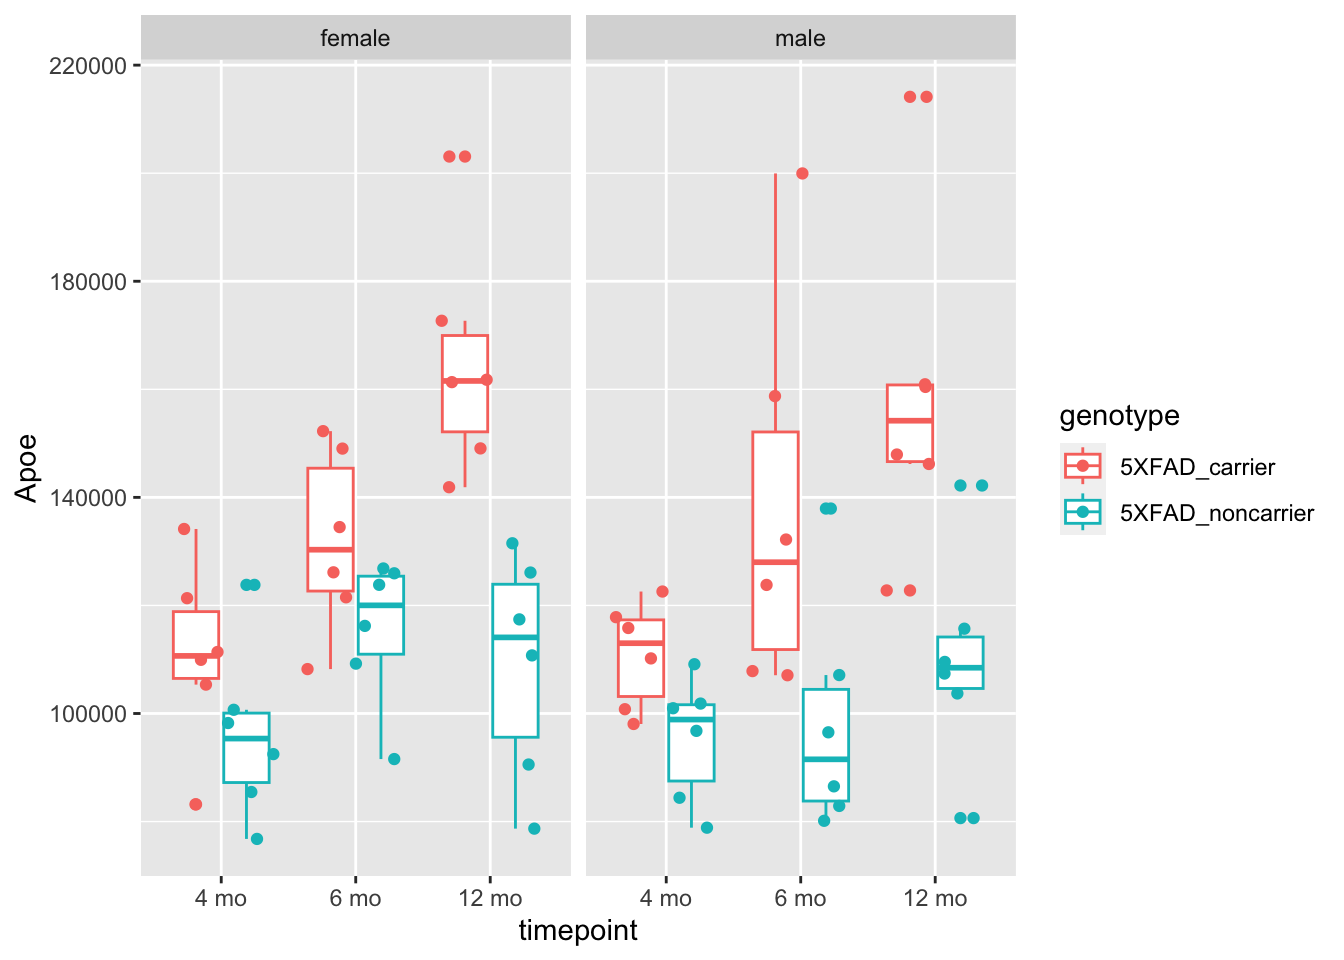 female
male
220000
180000
140000
100000
Apoe
4 mo
6 mo
12 mo
4 mo
6 mo
12 mo
timepoint
genotype
5XFAD_carrier
5XFAD_noncarrier